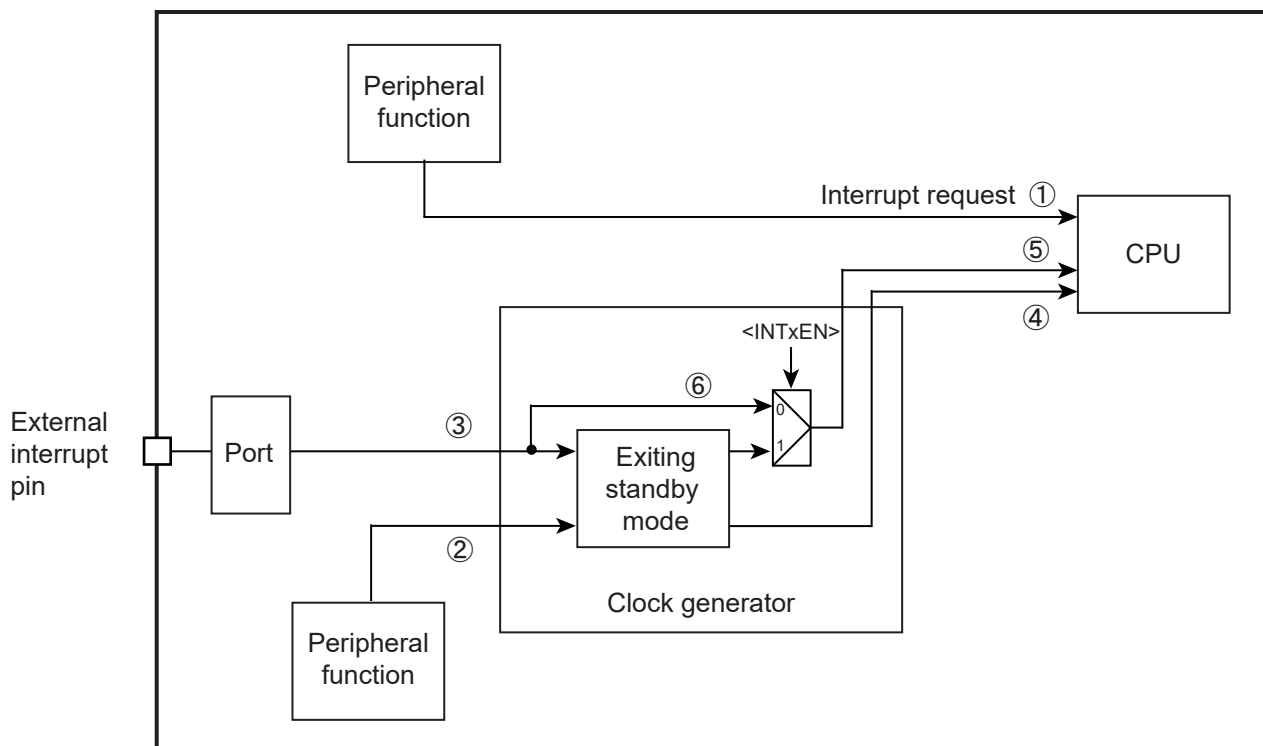 Peripheral
function
Interrupt request ①
CPU
⑤
④
<INTxEN>
⑥
0
1
External
interrupt
pin
Port
③
Exiting
standby
mode
②
Clock generator
Peripheral
function